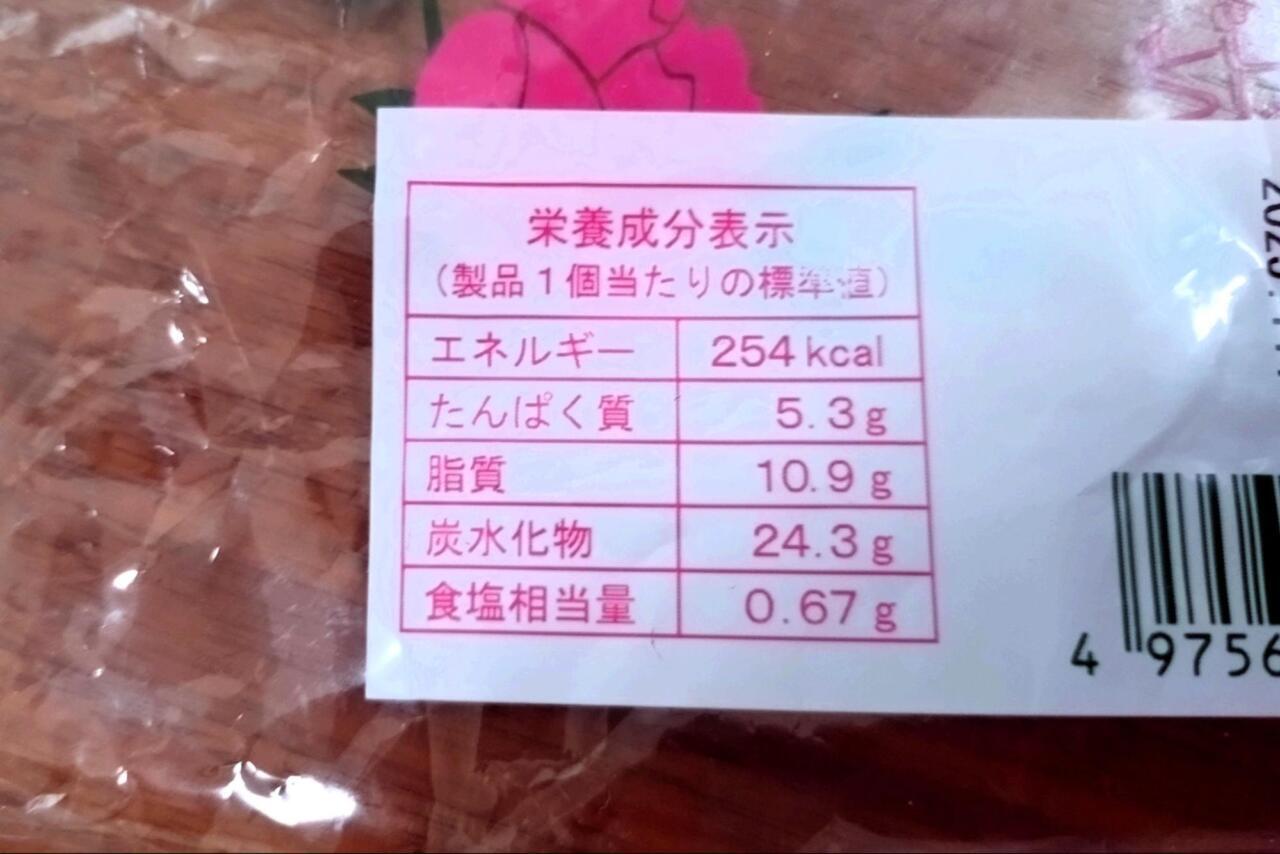 栄養成分表示
(製品1個当たりの標準値)
エネルギー 254 kcal
たんぱく質 5.3 g
脂質 10.9 g
炭水化物 24.3 g
食塩相当量 0.67 g
4 9756